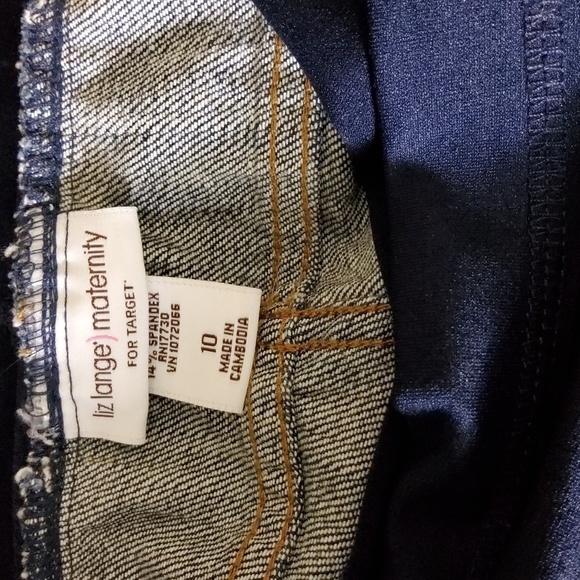 liz lange) maternity
FOR TARGET
14% SPANDEX
RN17730
VN 1072066
10
MADE IN
CAMBODIA